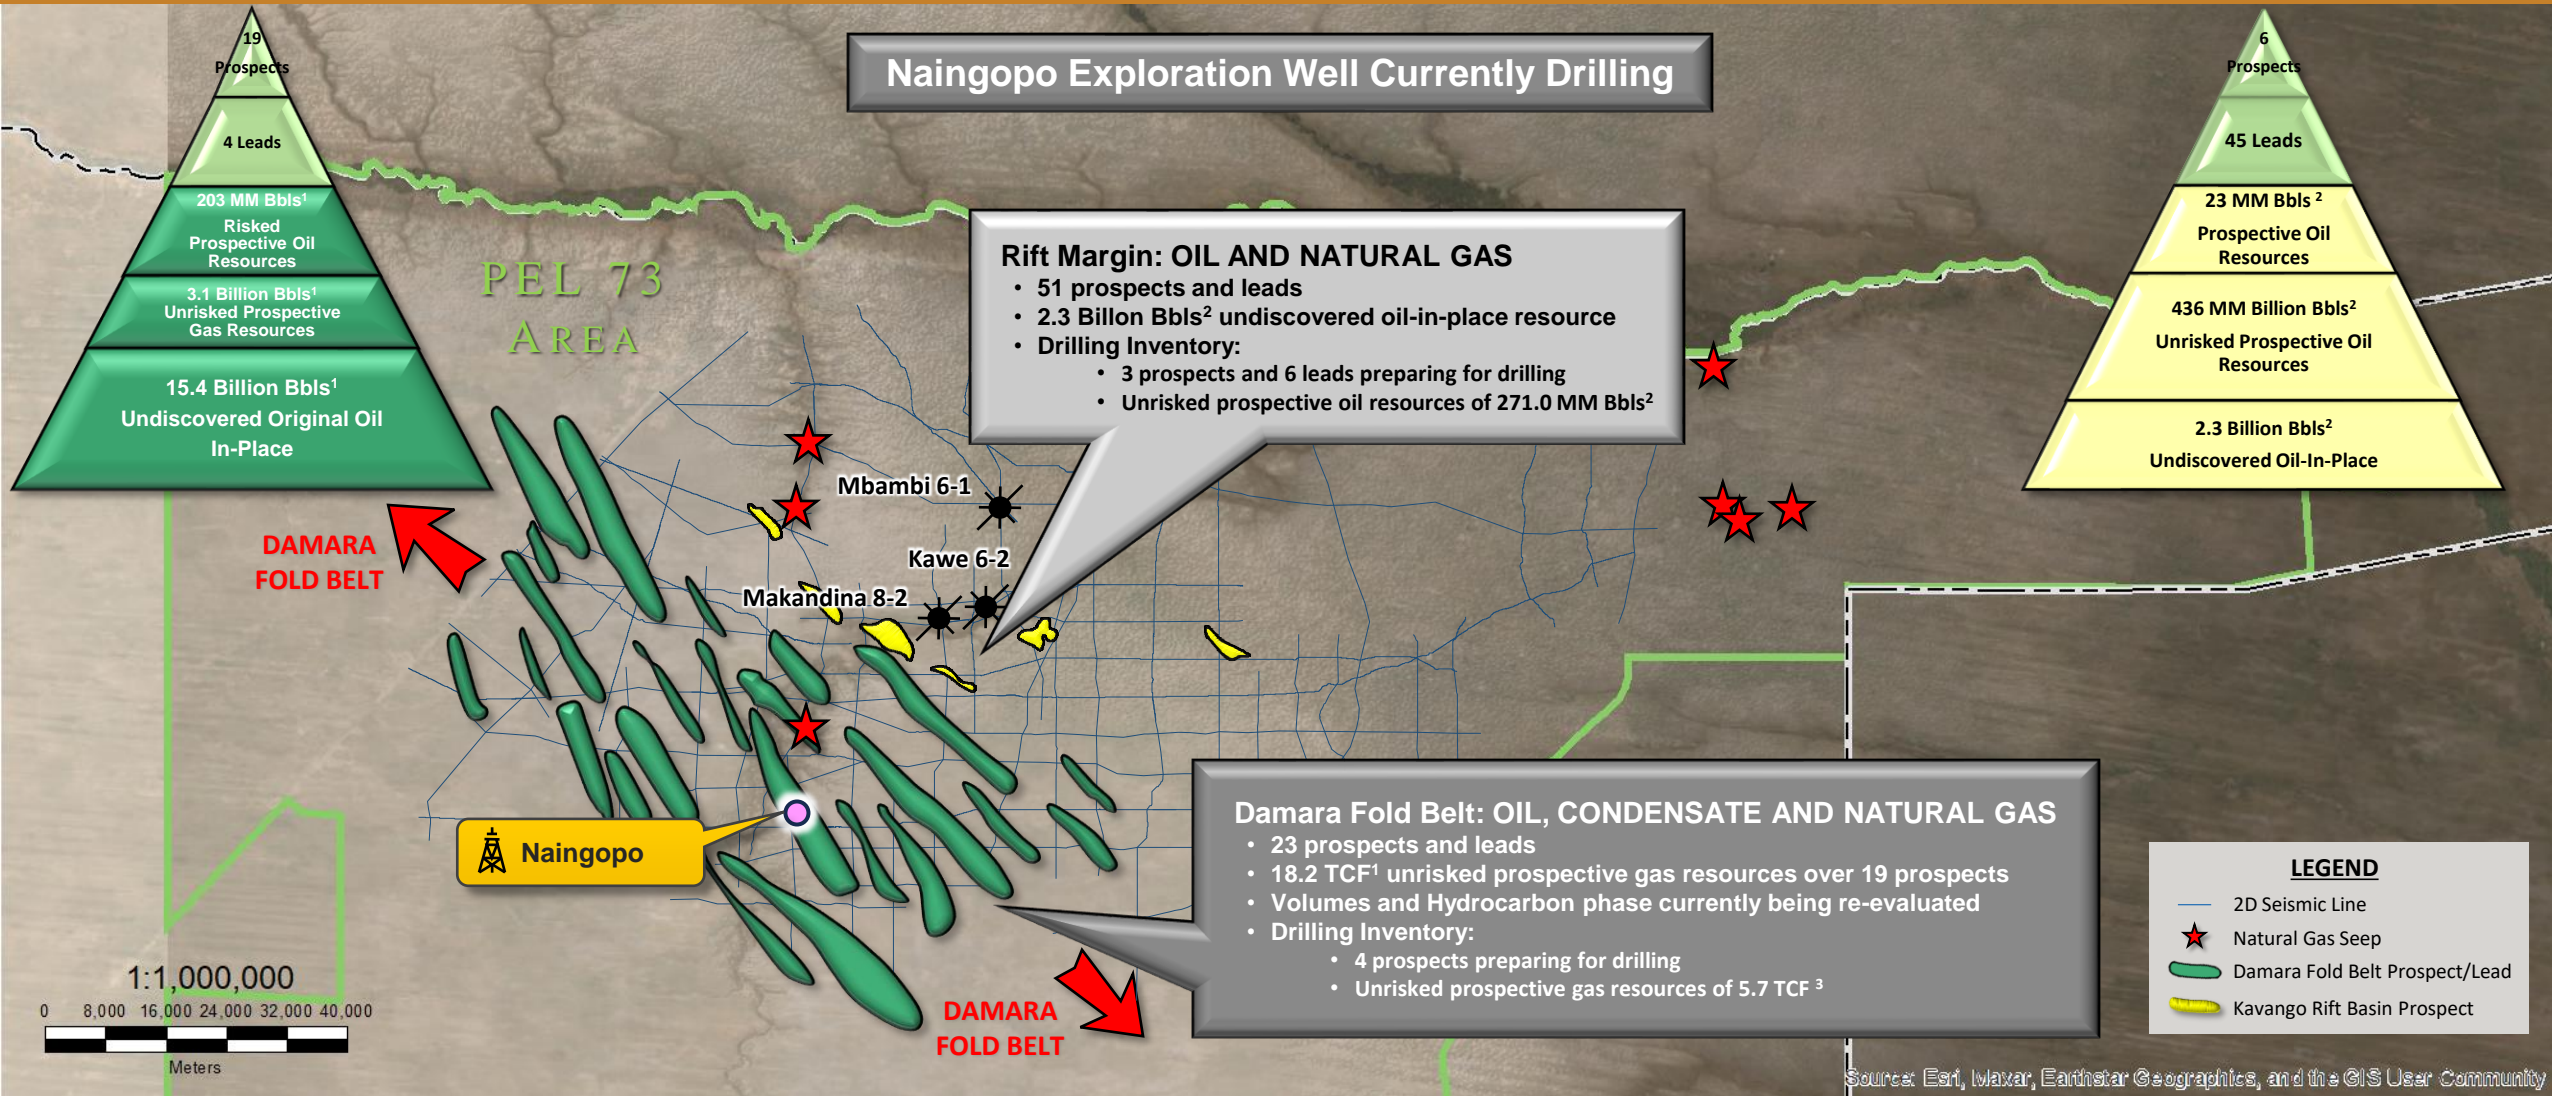 Naingopo Exploration Well Currently Drilling
19
Prospects
4 Leads
203 MM Bbls¹
Risked
Prospective Oil
Resources
3.1 Billion Bbls¹
Unrisked Prospective
Gas Resources
15.4 Billion Bbls¹
Undiscovered Original Oil
In-Place
6
Prospects
45 Leads
23 MM Bbls ²
Prospective Oil
Resources
436 MM Billion Bbls²
Unrisked Prospective Oil
Resources
2.3 Billion Bbls²
Undiscovered Oil-In-Place
PEL 73
AREA
Rift Margin: OIL AND NATURAL GAS
• 51 prospects and leads
• 2.3 Billon Bbls² undiscovered oil-in-place resource
• Drilling Inventory:
• 3 prospects and 6 leads preparing for drilling
• Unrisked prospective oil resources of 271.0 MM Bbls²
Mbambi 6-1
Kawe 6-2
Makandina 8-2
DAMARA
FOLD BELT
Naingopo
Damara Fold Belt: OIL, CONDENSATE AND NATURAL GAS
• 23 prospects and leads
• 18.2 TCF¹ unrisked prospective gas resources over 19 prospects
• Volumes and Hydrocarbon phase currently being re-evaluated
• Drilling Inventory:
• 4 prospects preparing for drilling
• Unrisked prospective gas resources of 5.7 TCF ³
DAMARA
FOLD BELT
1:1,000,000
0 8,000 16,000 24,000 32,000 40,000
Meters
LEGEND
2D Seismic Line
Natural Gas Seep
Damara Fold Belt Prospect/Lead
Kavango Rift Basin Prospect
Source: Esri, Maxar, Earthstar Geographics, and the GIS User Community